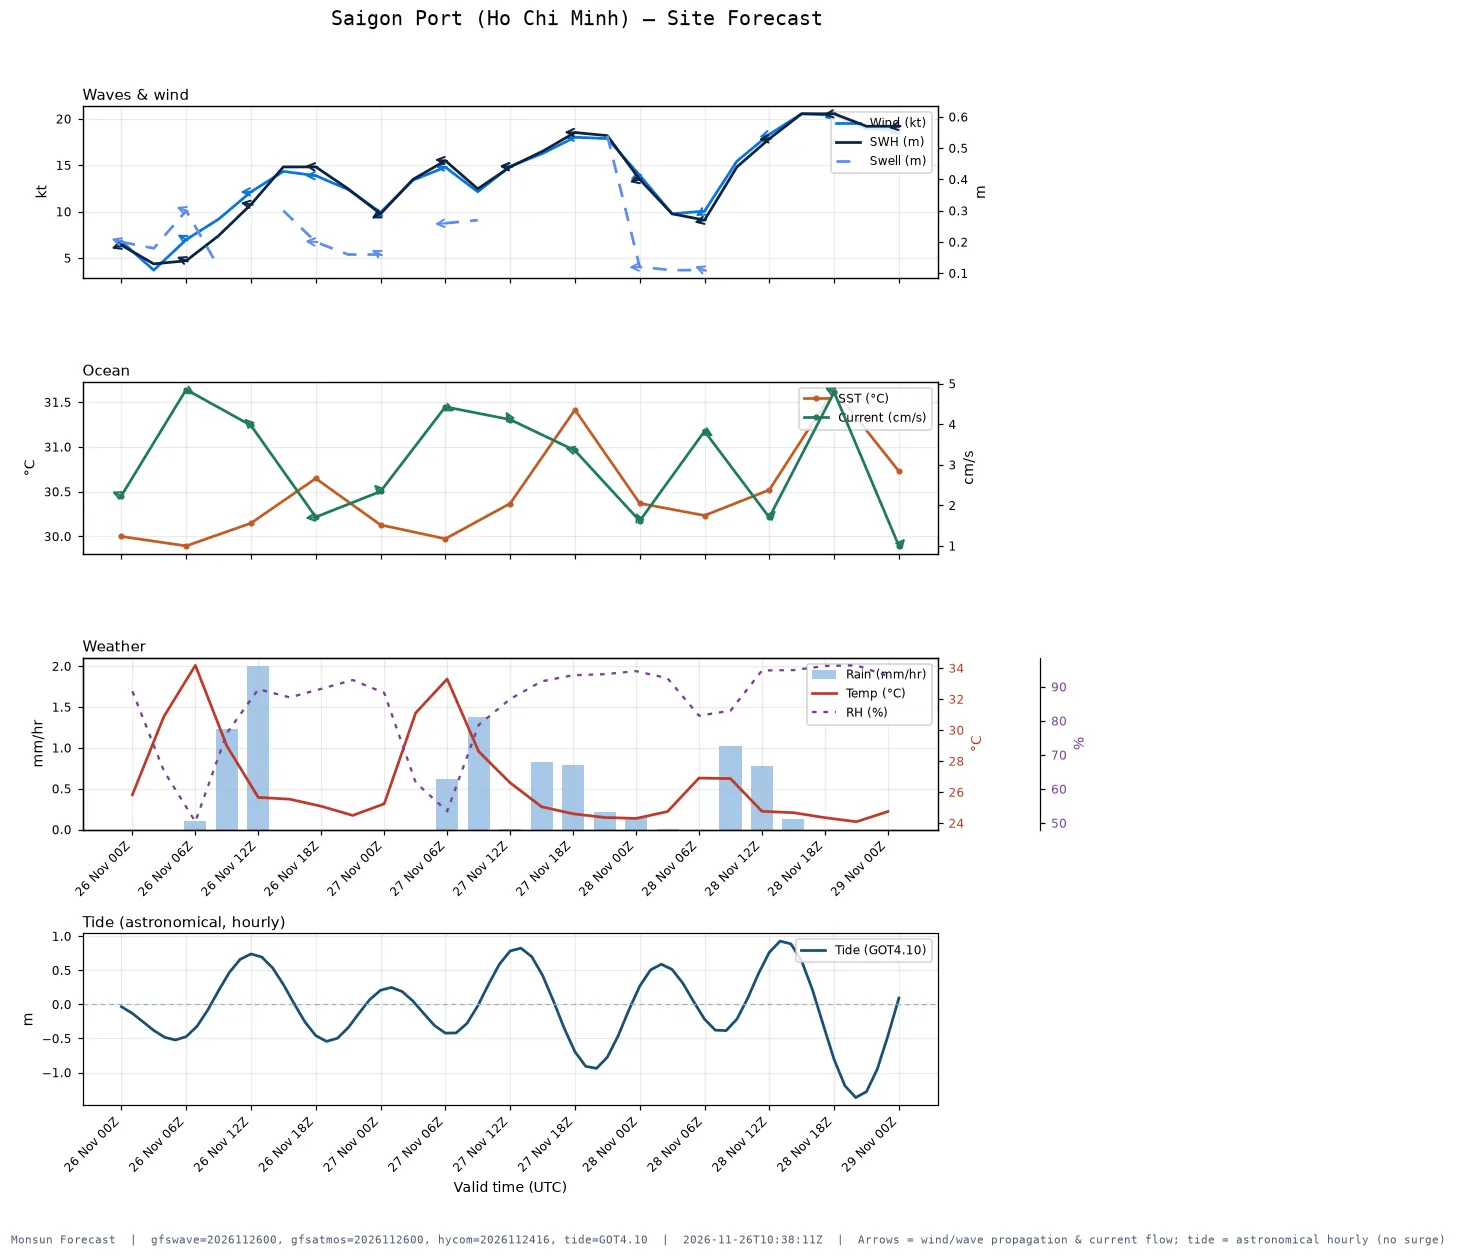 Saigon Port (Ho Chi Minh) — Site Forecast
Waves & wind
20
15
10
5
kt
0.6
0.5
0.4
0.3
0.2
0.1
m
Wind (kt)
SWH (m)
Swell (m)
Ocean
31.5
31.0
30.5
30.0
°C
5
4
3
2
1
cm/s
SST (°C)
Current (cm/s)
Weather
2.0
1.5
1.0
0.5
0.0
mm/hr
34
32
30
28
26
24
°C
90
80
70
60
50
%
Rain (mm/hr)
Temp (°C)
RH (%)
26 Nov 00Z
26 Nov 06Z
26 Nov 12Z
26 Nov 18Z
27 Nov 00Z
27 Nov 06Z
27 Nov 12Z
27 Nov 18Z
28 Nov 00Z
28 Nov 06Z
28 Nov 12Z
28 Nov 18Z
29 Nov 00Z
Tide (astronomical, hourly)
1.0
0.5
0.0
−0.5
−1.0
m
Tide (GOT4.10)
26 Nov 00Z
26 Nov 06Z
26 Nov 12Z
26 Nov 18Z
27 Nov 00Z
27 Nov 06Z
27 Nov 12Z
27 Nov 18Z
28 Nov 00Z
28 Nov 06Z
28 Nov 12Z
28 Nov 18Z
29 Nov 00Z
Valid time (UTC)
Monsun Forecast | gfswave=2026112600, gfsatmos=2026112600, hycom=2026112416, tide=GOT4.10 | 2026-11-26T10:38:11Z | Arrows = wind/wave propagation & current flow; tide = astronomical hourly (no surge)